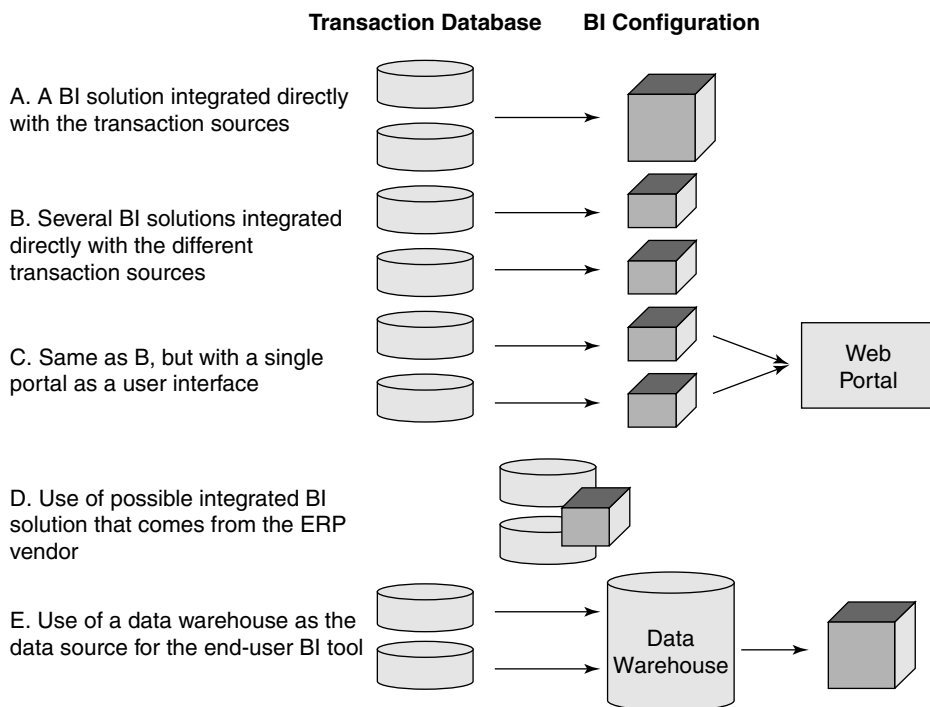 Transaction Database
BI Configuration
A. A BI solution integrated directly
with the transaction sources
B. Several BI solutions integrated
directly with the different
transaction sources
C. Same as B, but with a single
portal as a user interface
Web
Portal
D. Use of possible integrated BI
solution that comes from the ERP
vendor
E. Use of a data warehouse as the
data source for the end-user BI tool
Data
Warehouse